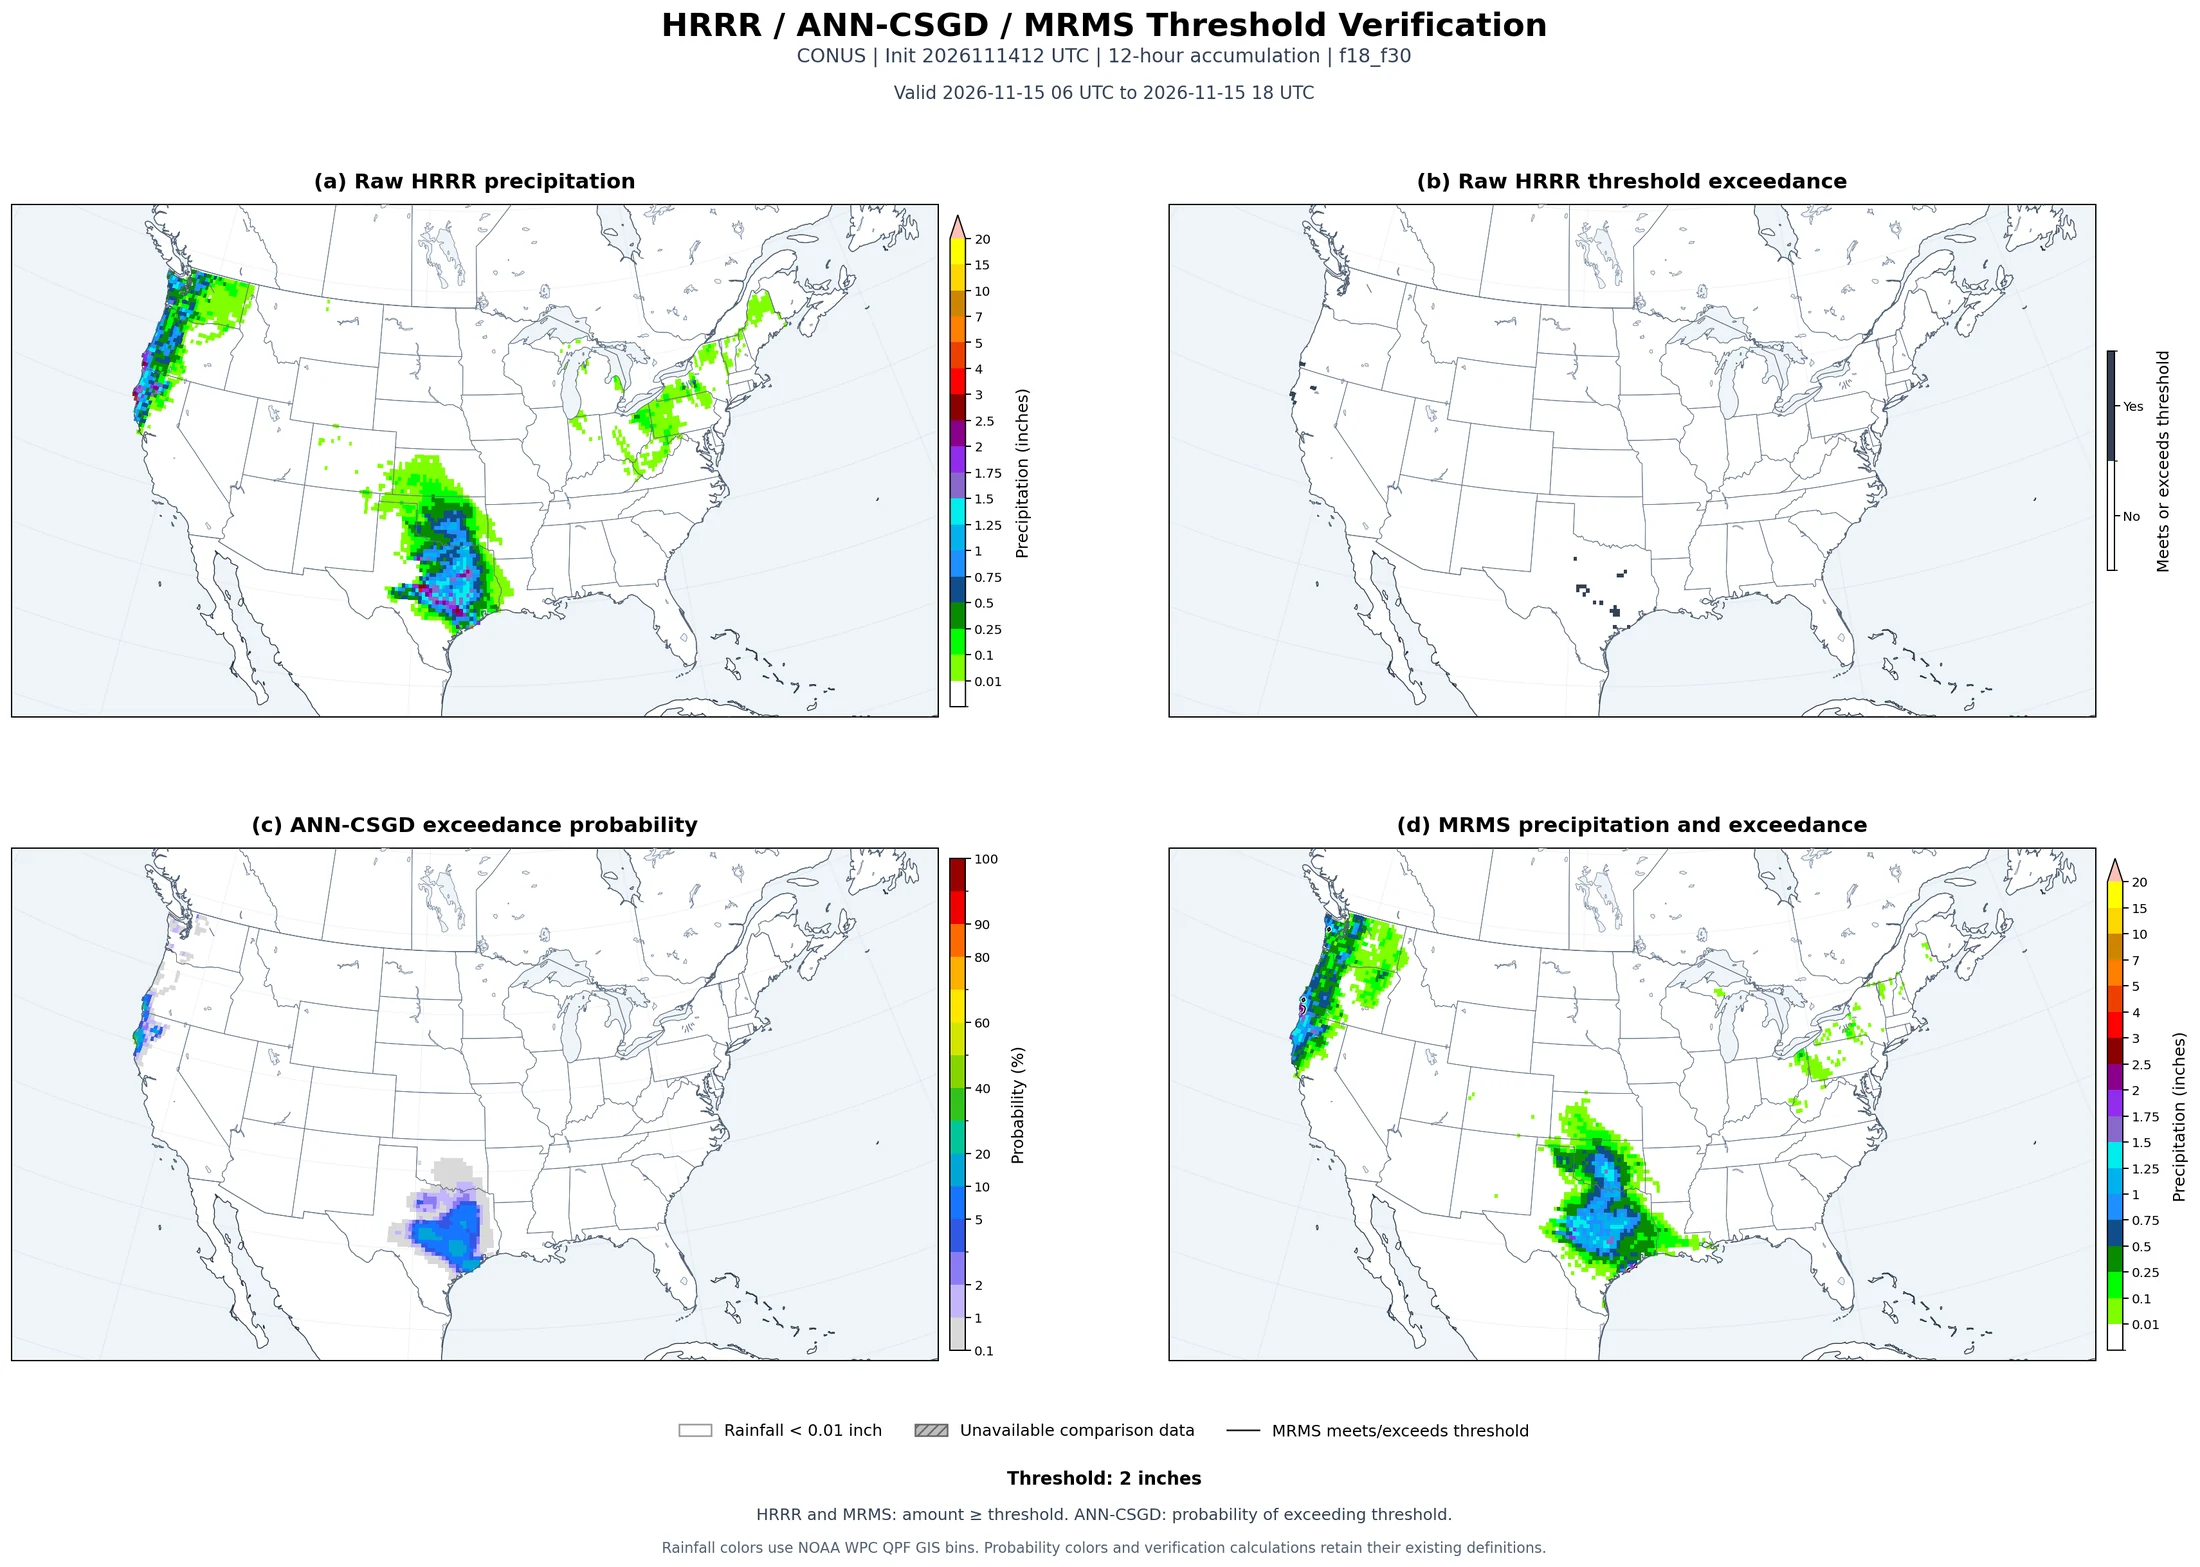 HRRR / ANN-CSGD / MRMS Threshold Verification
CONUS | Init 2026111412 UTC | 12-hour accumulation | f18_f30
Valid 2026-11-15 06 UTC to 2026-11-15 18 UTC
(a) Raw HRRR precipitation
20
15
10
7
5
4
3
2.5
2
1.75
1.5
1.25
1
0.75
0.5
0.25
0.1
0.01
Precipitation (inches)
(b) Raw HRRR threshold exceedance
Yes
No
Meets or exceeds threshold
(c) ANN-CSGD exceedance probability
100
90
80
60
40
20
10
5
2
1
0.1
Probability (%)
(d) MRMS precipitation and exceedance
20
15
10
7
5
4
3
2.5
2
1.75
1.5
1.25
1
0.75
0.5
0.25
0.1
0.01
Precipitation (inches)
Rainfall < 0.01 inch
Unavailable comparison data
MRMS meets/exceeds threshold
Threshold: 2 inches
HRRR and MRMS: amount ≥ threshold. ANN-CSGD: probability of exceeding threshold.
Rainfall colors use NOAA WPC QPF GIS bins. Probability colors and verification calculations retain their existing definitions.